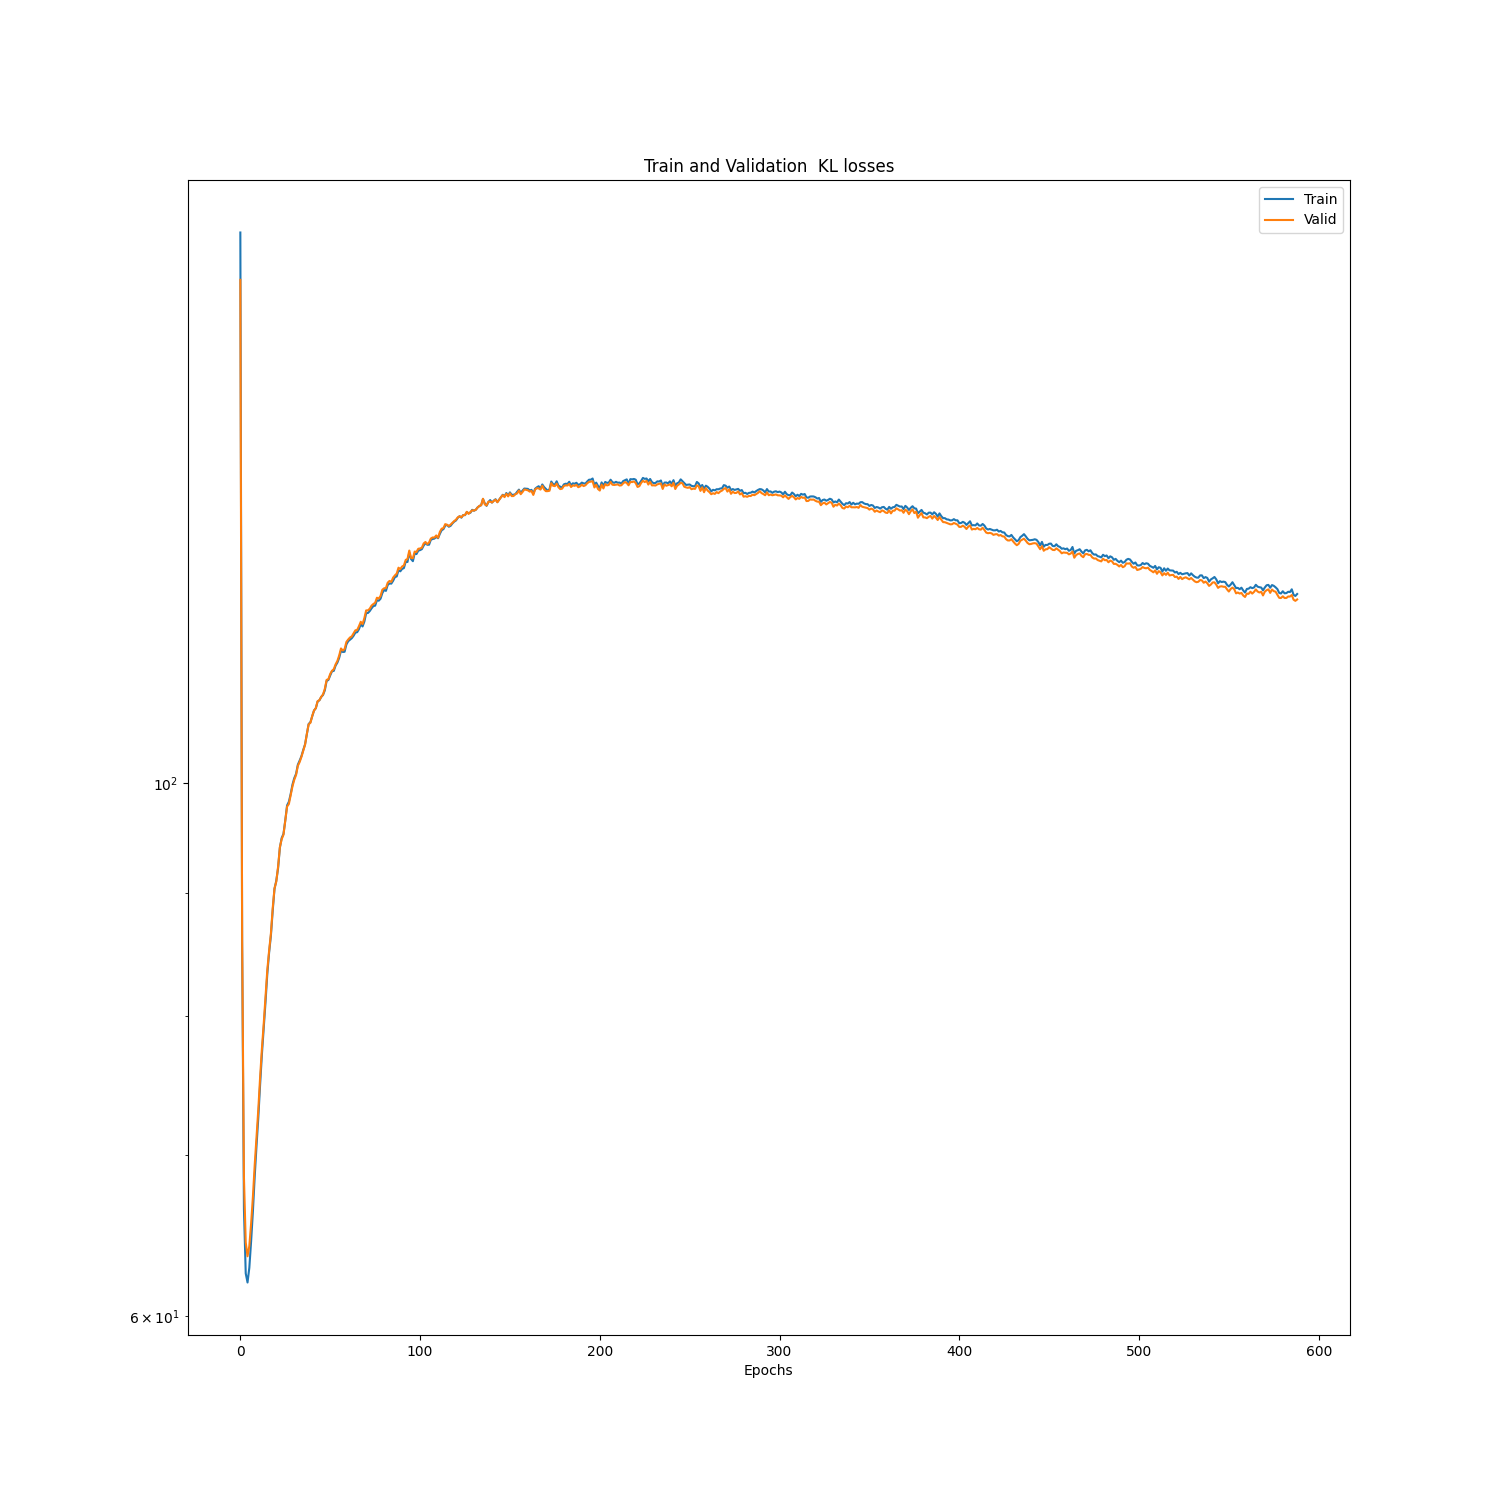 Train and Validation  KL losses
Train
Valid
10²
6 × 10¹
0 100 200 300 400 500 600
Epochs